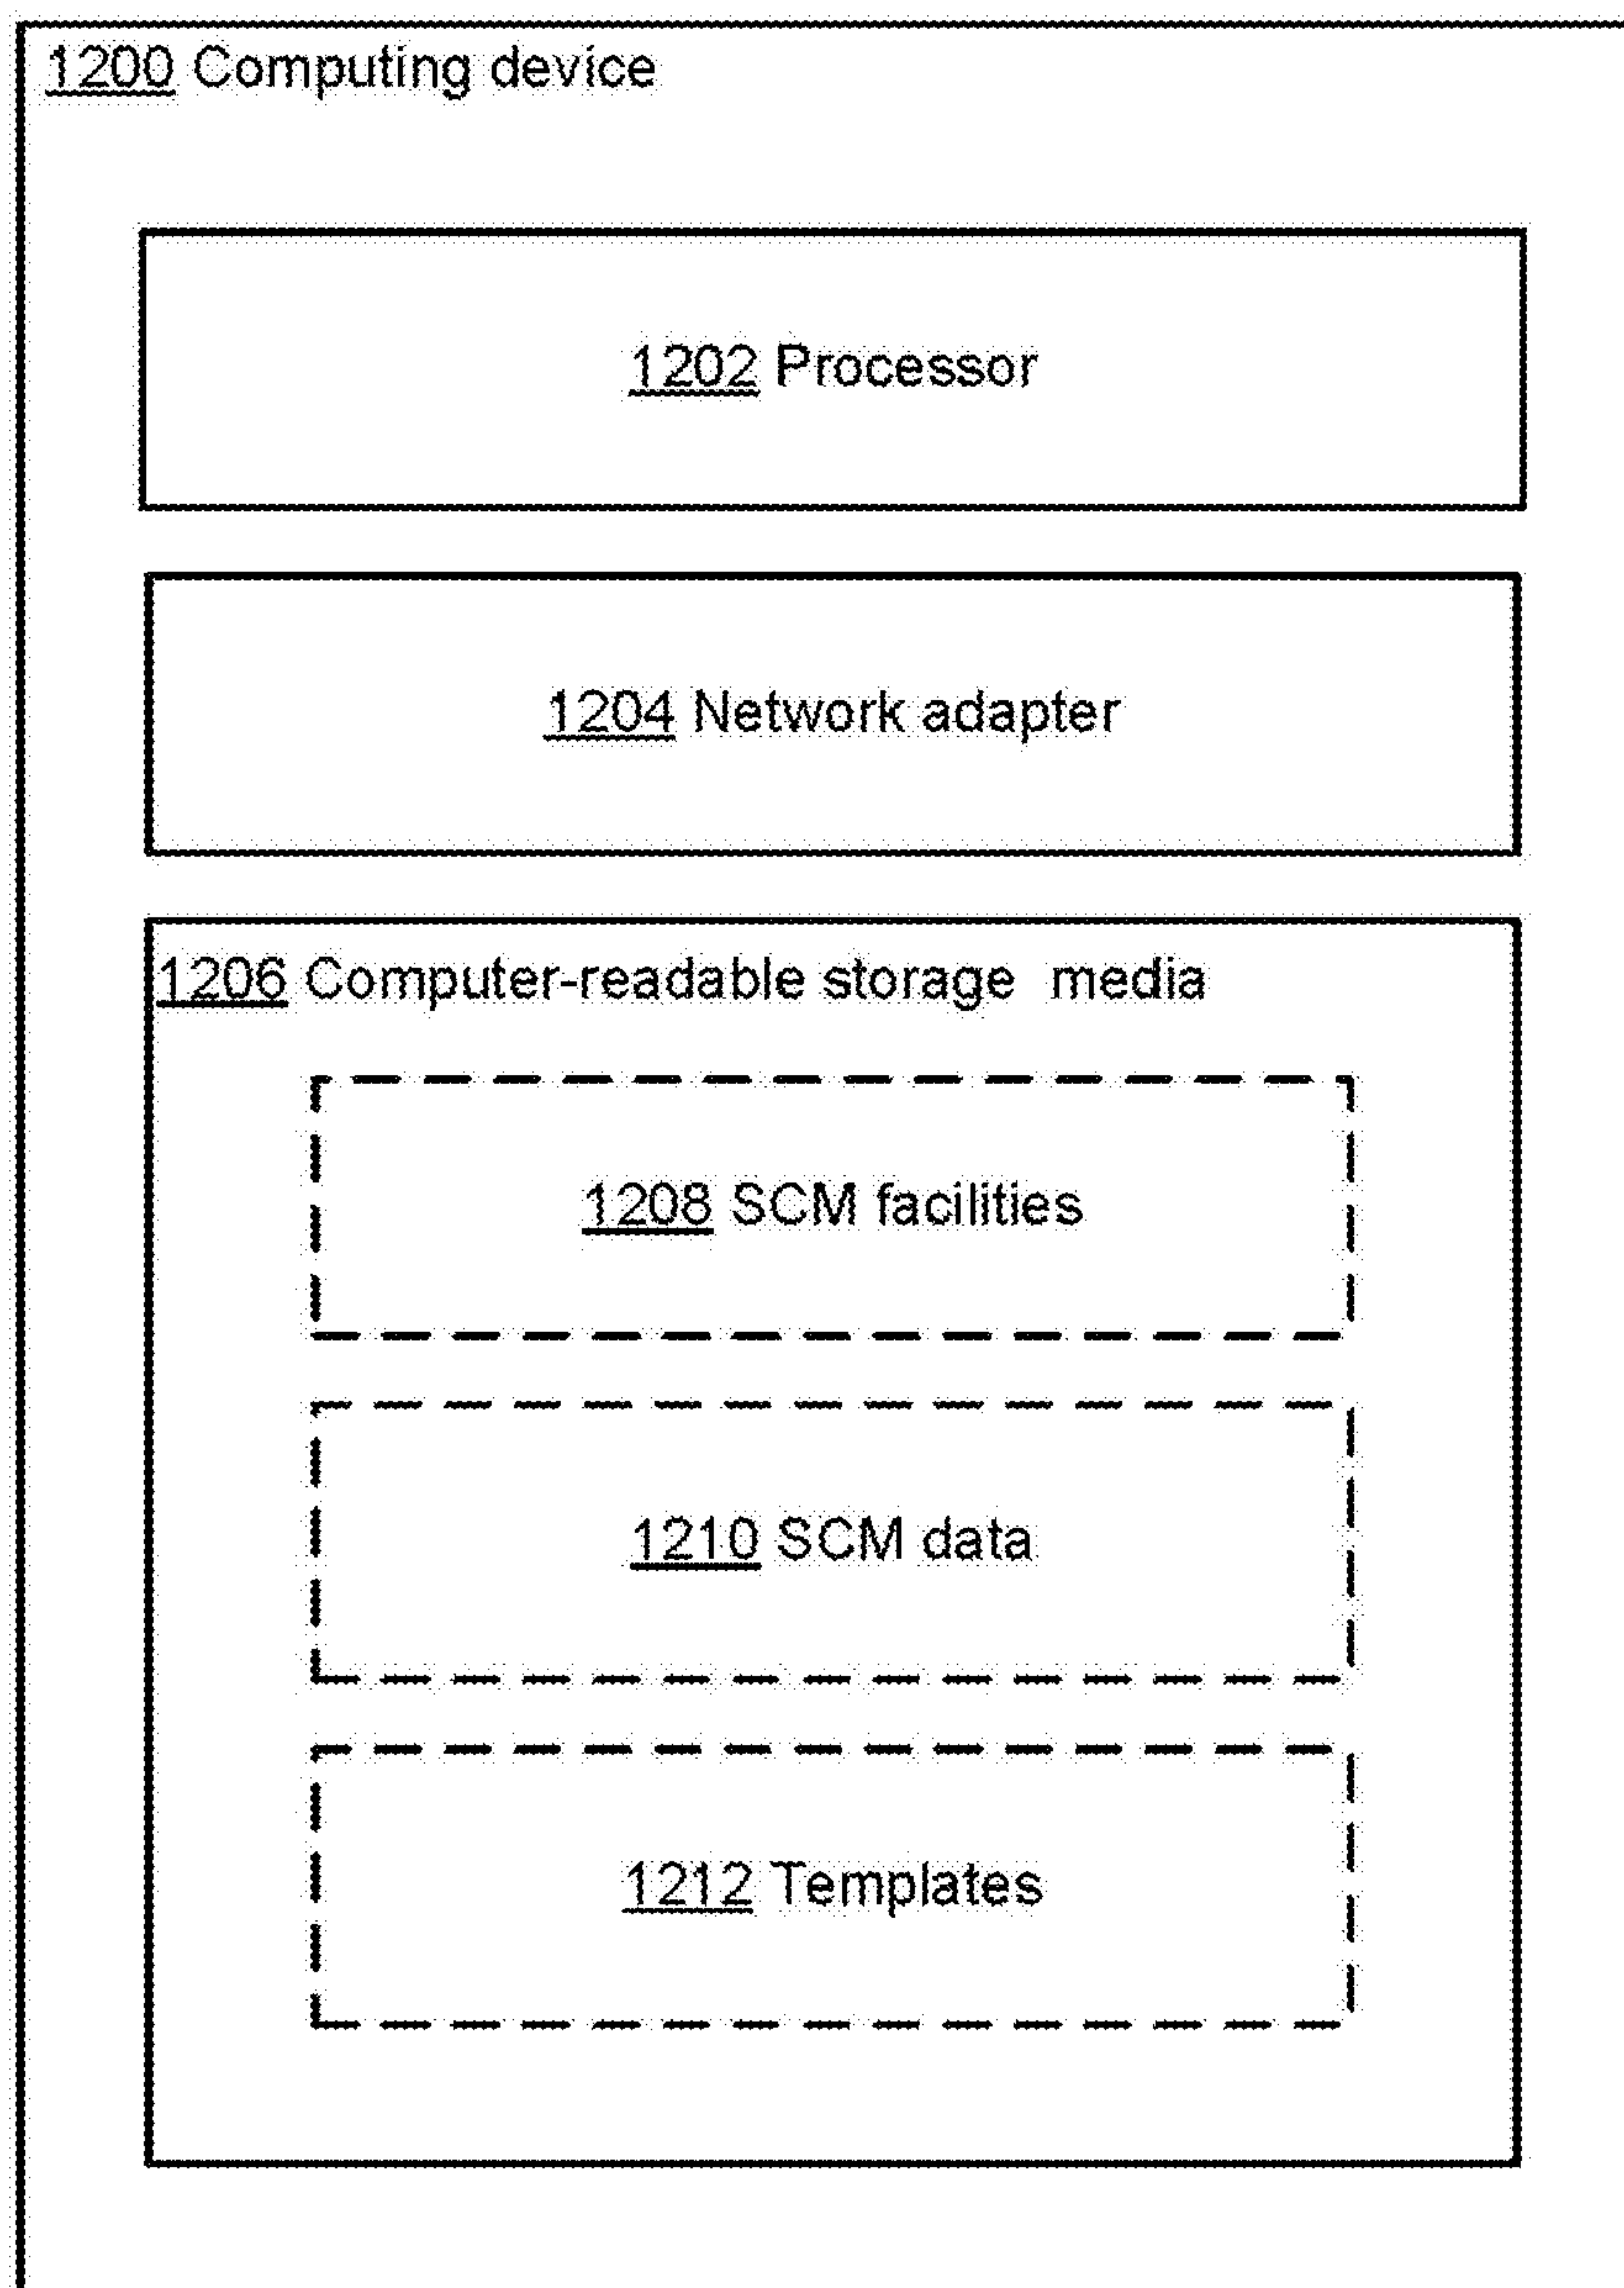 1200 Computing device
1202 Processor
1204 Network adapter
1206 Computer-readable storage media
1208 SCM facilities
1210 SCM data
1212 Templates